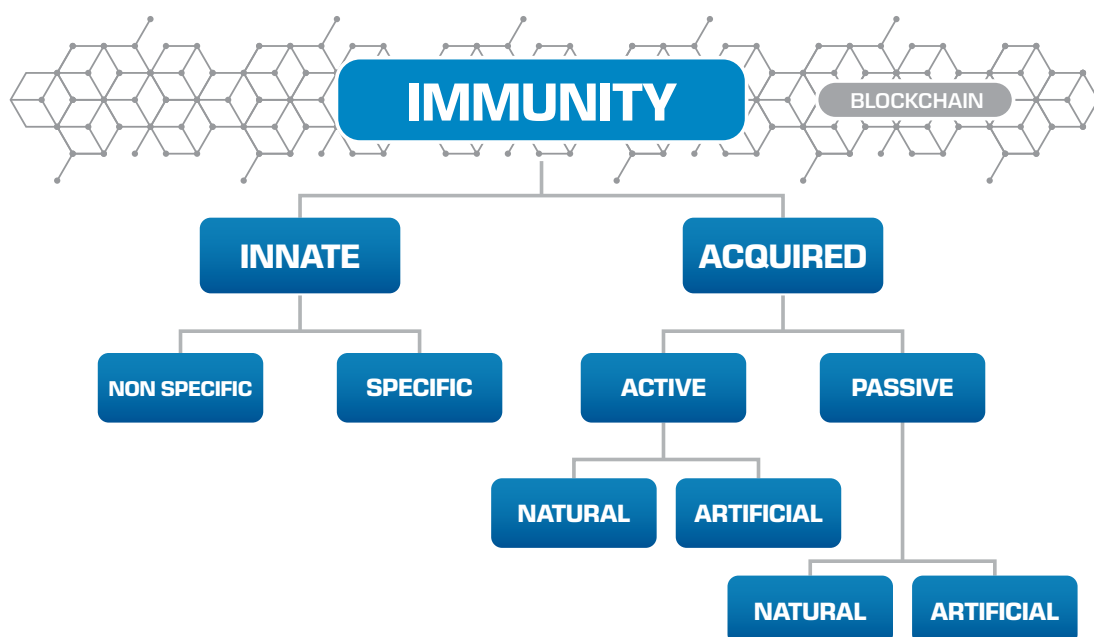 IMMUNITY
BLOCKCHAIN
INNATE
ACQUIRED
NON SPECIFIC
SPECIFIC
ACTIVE
PASSIVE
NATURAL
ARTIFICIAL
NATURAL
ARTIFICIAL